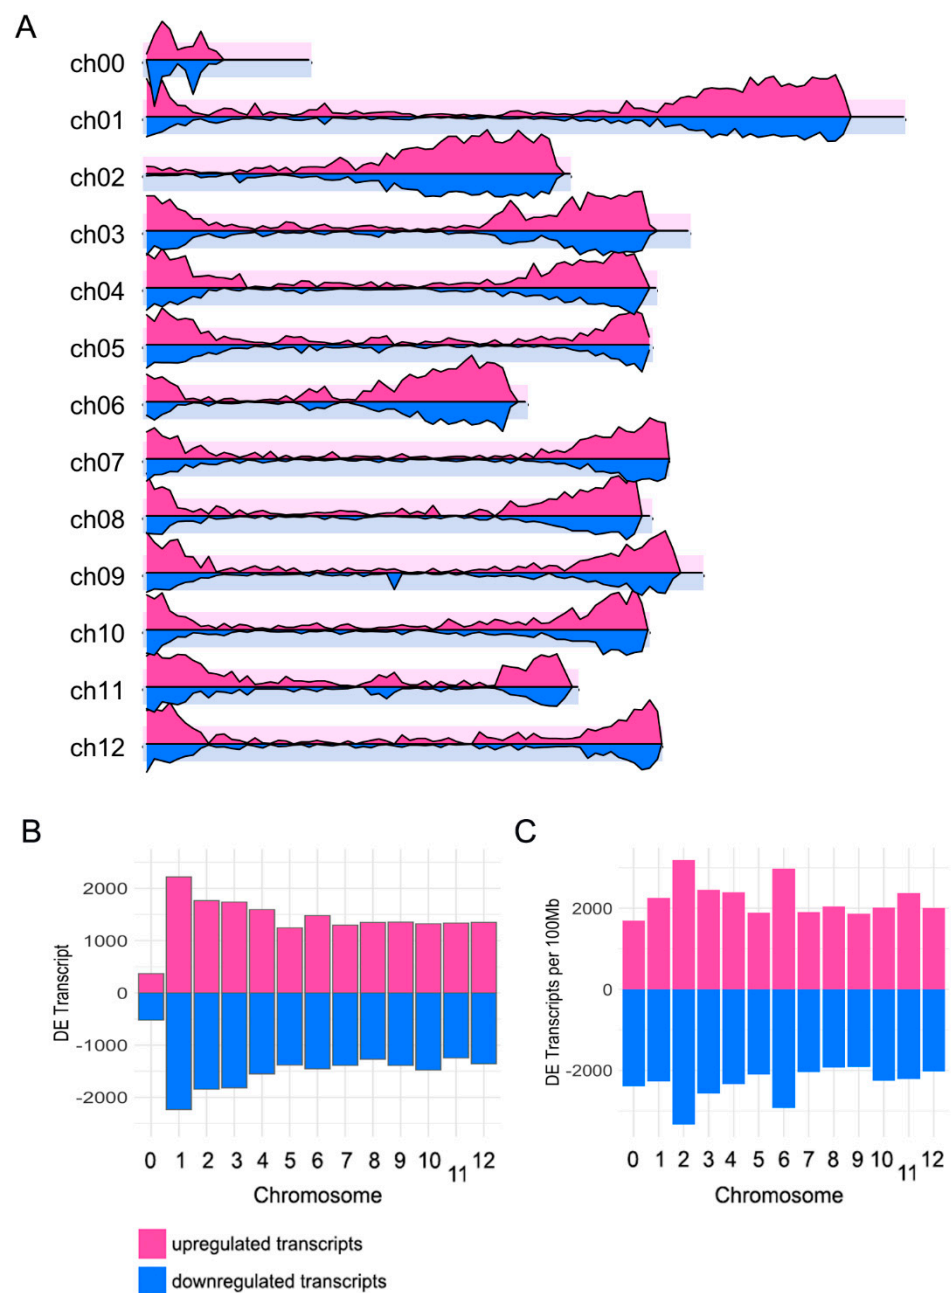 A
ch00
ch01
ch02
ch03
ch04
ch05
ch06
ch07
ch08
ch09
ch10
ch11
ch12
B
DE Transcript
2000
1000
0
-1000
-2000
0 1 2 3 4 5 6 7 8 9 10 11 12
Chromosome
C
DE Transcripts per 100Mb
2000
0
-2000
0 1 2 3 4 5 6 7 8 9 10 11 12
Chromosome
upregulated transcripts
downregulated transcripts